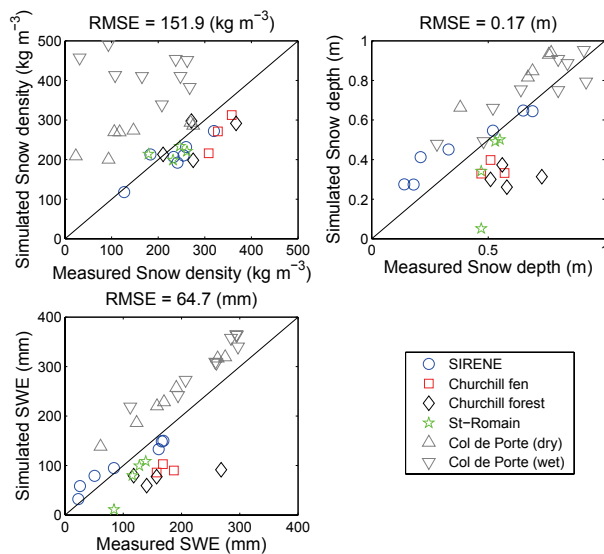 RMSE = 151.9 (kg m⁻³)
Simulated Snow density (kg m⁻³)
500
400
300
200
100
0
0 100 200 300 400 500
Measured Snow density (kg m⁻³)
RMSE = 0.17 (m)
Simulated Snow depth (m)
1
0.8
0.6
0.4
0.2
0
0 0.5 1
Measured Snow depth (m)
RMSE = 64.7 (mm)
Simulated SWE (mm)
400
300
200
100
0
0 100 200 300 400
Measured SWE (mm)
SIRENE
Churchill fen
Churchill forest
St−Romain
Col de Porte (dry)
Col de Porte (wet)